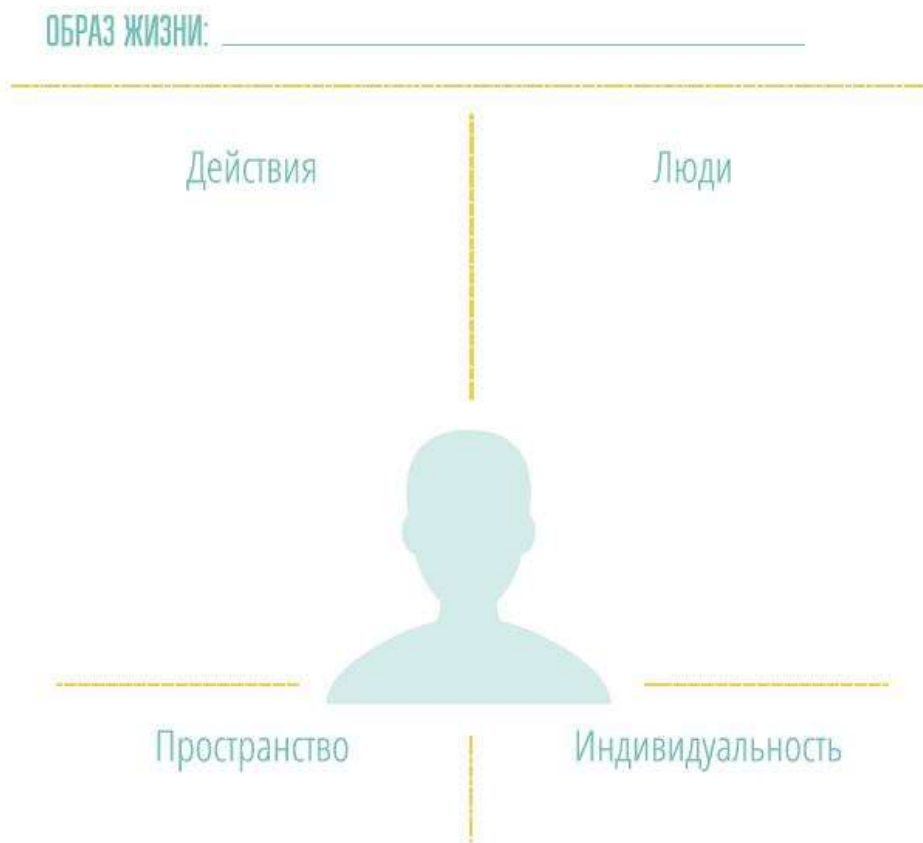 ОБРАЗ ЖИЗНИ:
Действия
Люди
Пространство
Индивидуальность